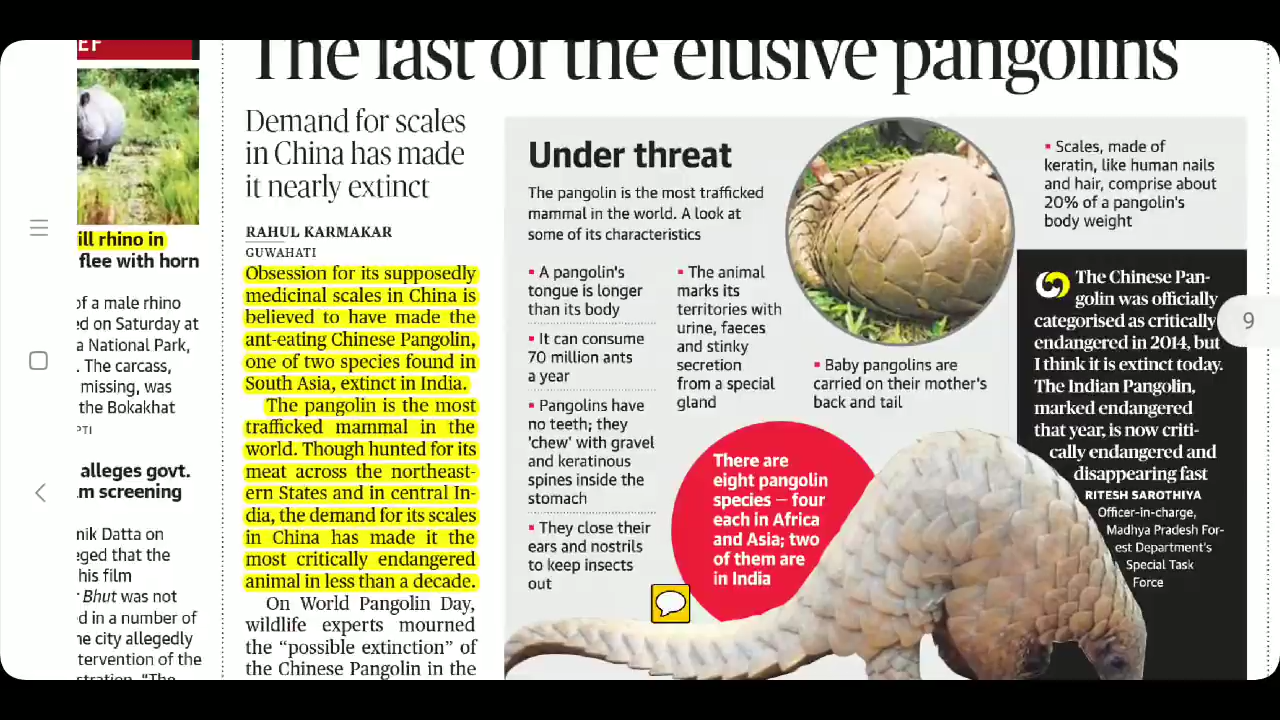 EF
The last of the elusive pangolins
ill rhino in
flee with horn
of a male rhino
ed on Saturday at
a National Park,
. The carcass,
missing, was
the Bokakhat
PTI
alleges govt.
m screening
nik Datta on
eged that the
his film
r Bhut was not
d in a number of
he city allegedly
tervention of the
stration. "The
Demand for scales
in China has made
it nearly extinct
RAHUL KARMAKAR
GUWAHATI
Obsession for its supposedly
medicinal scales in China is
believed to have made the
ant-eating Chinese Pangolin,
one of two species found in
South Asia, extinct in India.
The pangolin is the most
trafficked mammal in the
world. Though hunted for its
meat across the northeast-
ern States and in central In-
dia, the demand for its scales
in China has made it the
most critically endangered
animal in less than a decade.
On World Pangolin Day,
wildlife experts mourned
the “possible extinction” of
the Chinese Pangolin in the
Under threat
The pangolin is the most trafficked
mammal in the world. A look at
some of its characteristics
▪ A pangolin's
tongue is longer
than its body
▪ It can consume
70 million ants
a year
▪ Pangolins have
no teeth; they
'chew' with gravel
and keratinous
spines inside the
stomach
▪ They close their
ears and nostrils
to keep insects
out
▪ The animal
marks its
territories with
urine, faeces
and stinky
secretion
from a special
gland
▪ Baby pangolins are
carried on their mother's
back and tail
There are
eight pangolin
species — four
each in Africa
and Asia; two
of them are
in India
▪ Scales, made of
keratin, like human nails
and hair, comprise about
20% of a pangolin's
body weight
The Chinese Pan-
golin was officially
categorised as critically
endangered in 2014, but
I think it is extinct today.
The Indian Pangolin,
marked endangered
that year, is now criti-
cally endangered and
disappearing fast
RITESH SAROTHIYA
Officer-in-charge,
Madhya Pradesh For-
est Department's
Special Task
Force
9